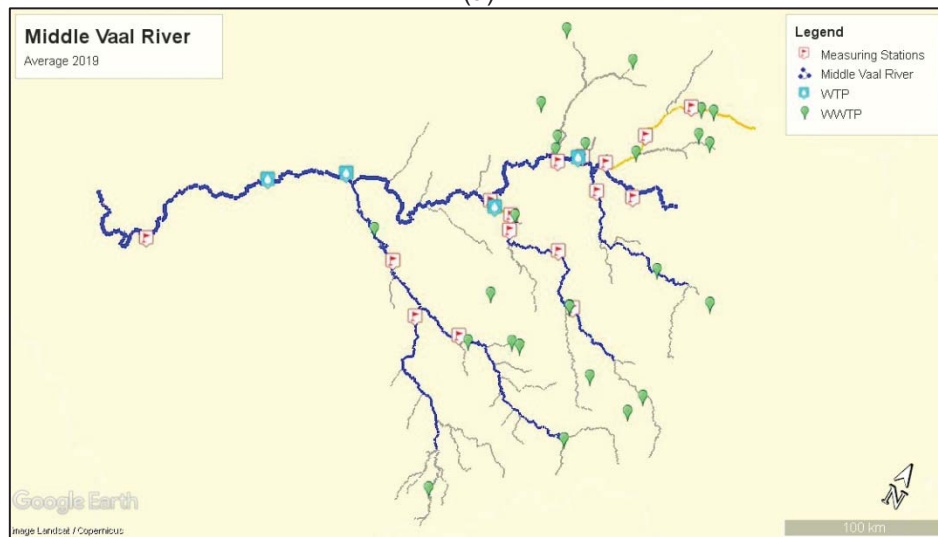 Middle Vaal River
Average 2019
Legend
Measuring Stations
Middle Vaal River
WTP
WWTP
Google Earth
Image Landsat / Copernicus
N
100 km